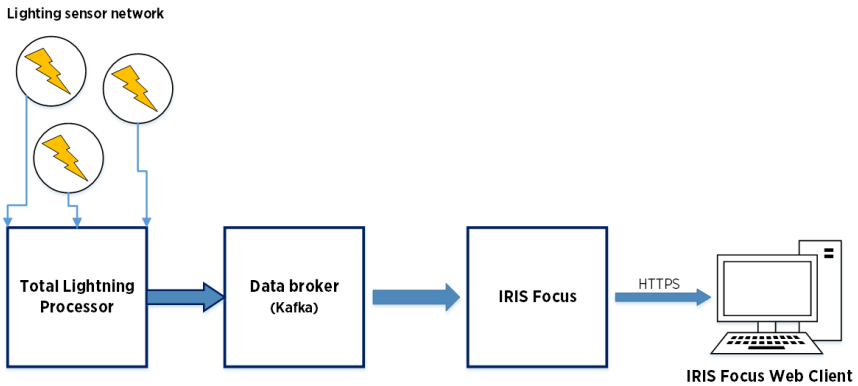 Lighting sensor network
Total Lightning
Processor
Data broker
(Kafka)
IRIS Focus
HTTPS
IRIS Focus Web Client